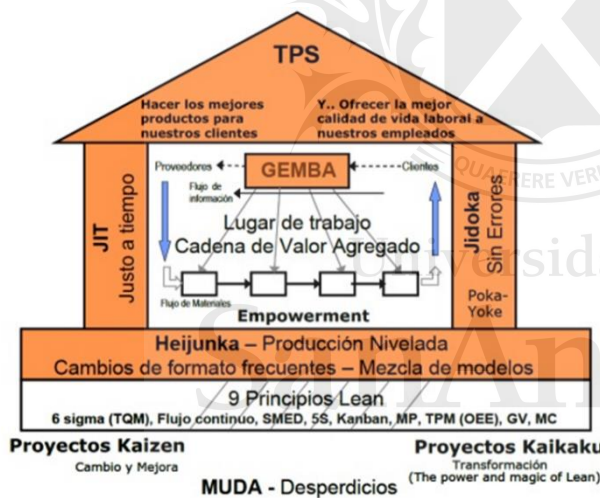 TPS
Hacer los mejores
productos para
nuestros clientes
Y.. Ofrecer la mejor
calidad de vida laboral a
nuestros empleados
JIT
Justo a tiempo
Proveedores
GEMBA
Clientes
Flujo de
información
Lugar de trabajo
Cadena de Valor Agregado
Flujo de Materiales
Empowerment
Jidoka
Sin Errores
Poka-
Yoke
QUAERERE VER
Universida
Heijunka – Producción Nivelada
Cambios de formato frecuentes – Mezcla de modelos
SanAn
9 Principios Lean
6 sigma (TQM), Flujo continuo, SMED, 5S, Kanban, MP, TPM (OEE), GV, MC
Proyectos Kaizen
Cambio y Mejora
Proyectos Kaikaku
Transformación
(The power and magic of Lean)
MUDA - Desperdicios